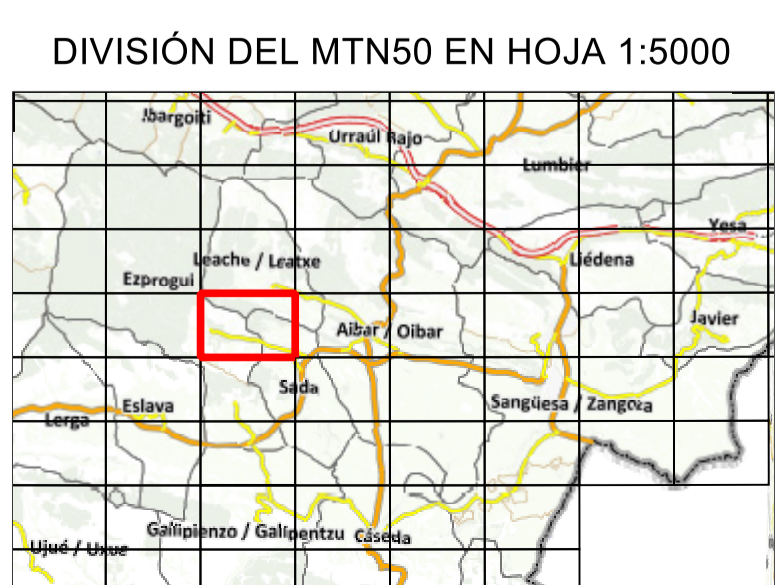 DIVISIÓN DEL MTN50 EN HOJA 1:5000
Ibargoiti
Urraúl Bajo
Lumbier
Yesa
Leache / Leatxe
Liédena
Ezprogui
Javier
Aibar / Oibar
Sada
Eslava
Sangüesa / Zangoza
Lerga
Gallipienzo / Galipentzu
Cáseda
Ujué / Uxue